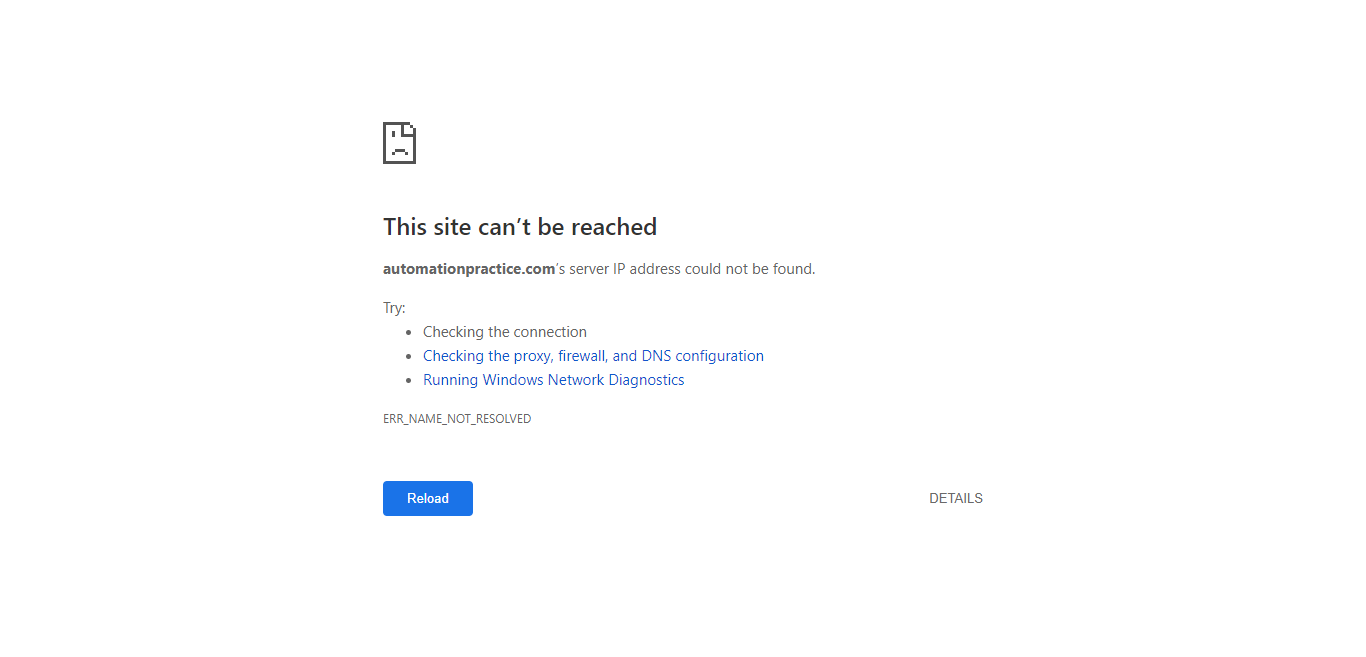 This site can’t be reached
automationpractice.com’s server IP address could not be found.
Try:
Checking the connection
Checking the proxy, firewall, and DNS configuration
Running Windows Network Diagnostics
ERR_NAME_NOT_RESOLVED
Reload
DETAILS